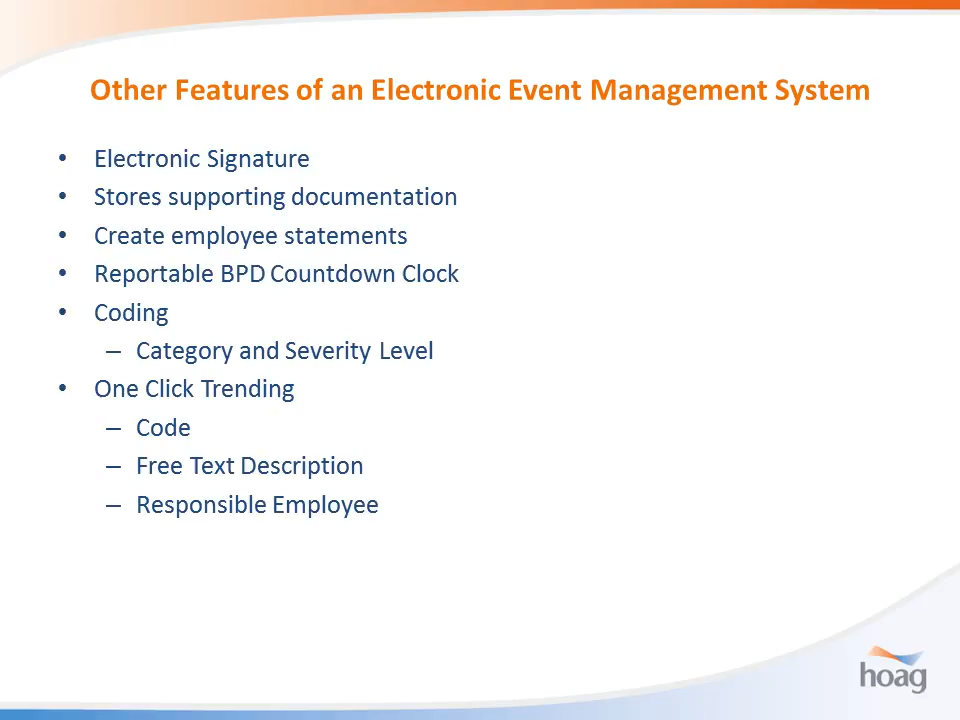 Other Features of an Electronic Event Management System
• Electronic Signature
• Stores supporting documentation
• Create employee statements
• Reportable BPD Countdown Clock
• Coding
– Category and Severity Level
• One Click Trending
– Code
– Free Text Description
– Responsible Employee
hoag